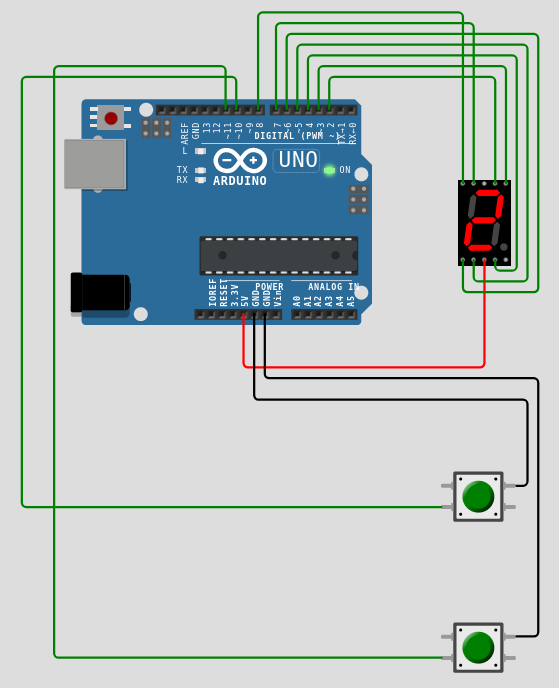 AREF
GND
13
12
~11
~10
~9
8
7
~6
~5
4
~3
2
TX→1
RX←0
DIGITAL (PWM ~)
L
TX
RX
UNO
ON
ARDUINO
POWER
ANALOG IN
IOREF
RESET
3.3V
5V
GND
GND
Vin
A0
A1
A2
A3
A4
A5